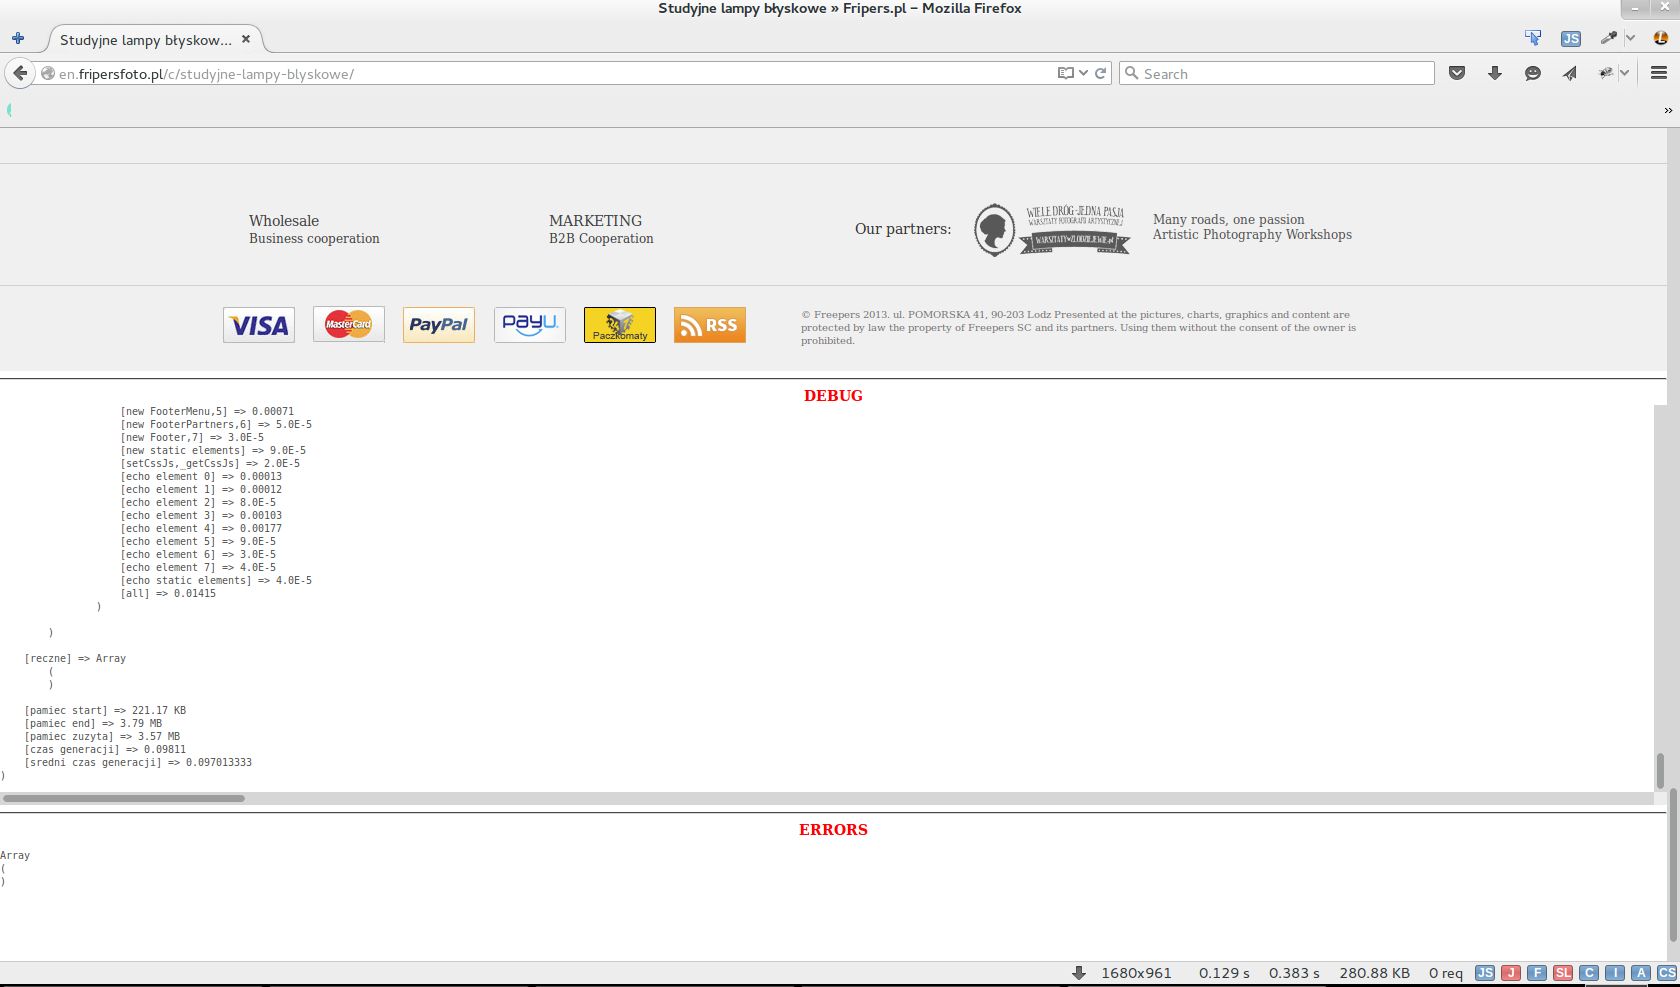 Studyjne lampy błyskowe » Fripers.pl – Mozilla Firefox
Studyjne lampy błyskow...
JS
en.fripersfoto.pl/c/studyjne-lampy-blyskowe/
Search
»
Wholesale
Business cooperation
MARKETING
B2B Cooperation
Our partners:
WIELE DRÓG-JEDNA PASJA
WARSZTATY FOTOGRAFII ARTYSTYCZNEJ
WARSZTATYwZLODZIEJEWIE.pl
Many roads, one passion
Artistic Photography Workshops
VISA
MasterCard
PayPal
PayU
Paczkomaty
RSS
© Freepers 2013. ul. POMORSKA 41, 90-203 Lodz Presented at the pictures, charts, graphics and content are
protected by law the property of Freepers SC and its partners. Using them without the consent of the owner is
prohibited.
DEBUG
[new FooterMenu,5] => 0.00071
[new FooterPartners,6] => 5.0E-5
[new Footer,7] => 3.0E-5
[new static elements] => 9.0E-5
[setCssJs,_getCssJs] => 2.0E-5
[echo element 0] => 0.00013
[echo element 1] => 0.00012
[echo element 2] => 8.0E-5
[echo element 3] => 0.00103
[echo element 4] => 0.00177
[echo element 5] => 9.0E-5
[echo element 6] => 3.0E-5
[echo element 7] => 4.0E-5
[echo static elements] => 4.0E-5
[all] => 0.01415
)
)
[reczne] => Array
(
)
[pamiec start] => 221.17 KB
[pamiec end] => 3.79 MB
[pamiec zuzyta] => 3.57 MB
[czas generacji] => 0.09811
[sredni czas generacji] => 0.097013333
)
ERRORS
Array
(
)
1680x961 0.129 s 0.383 s 280.88 KB 0 req JS J F SL C I A CS